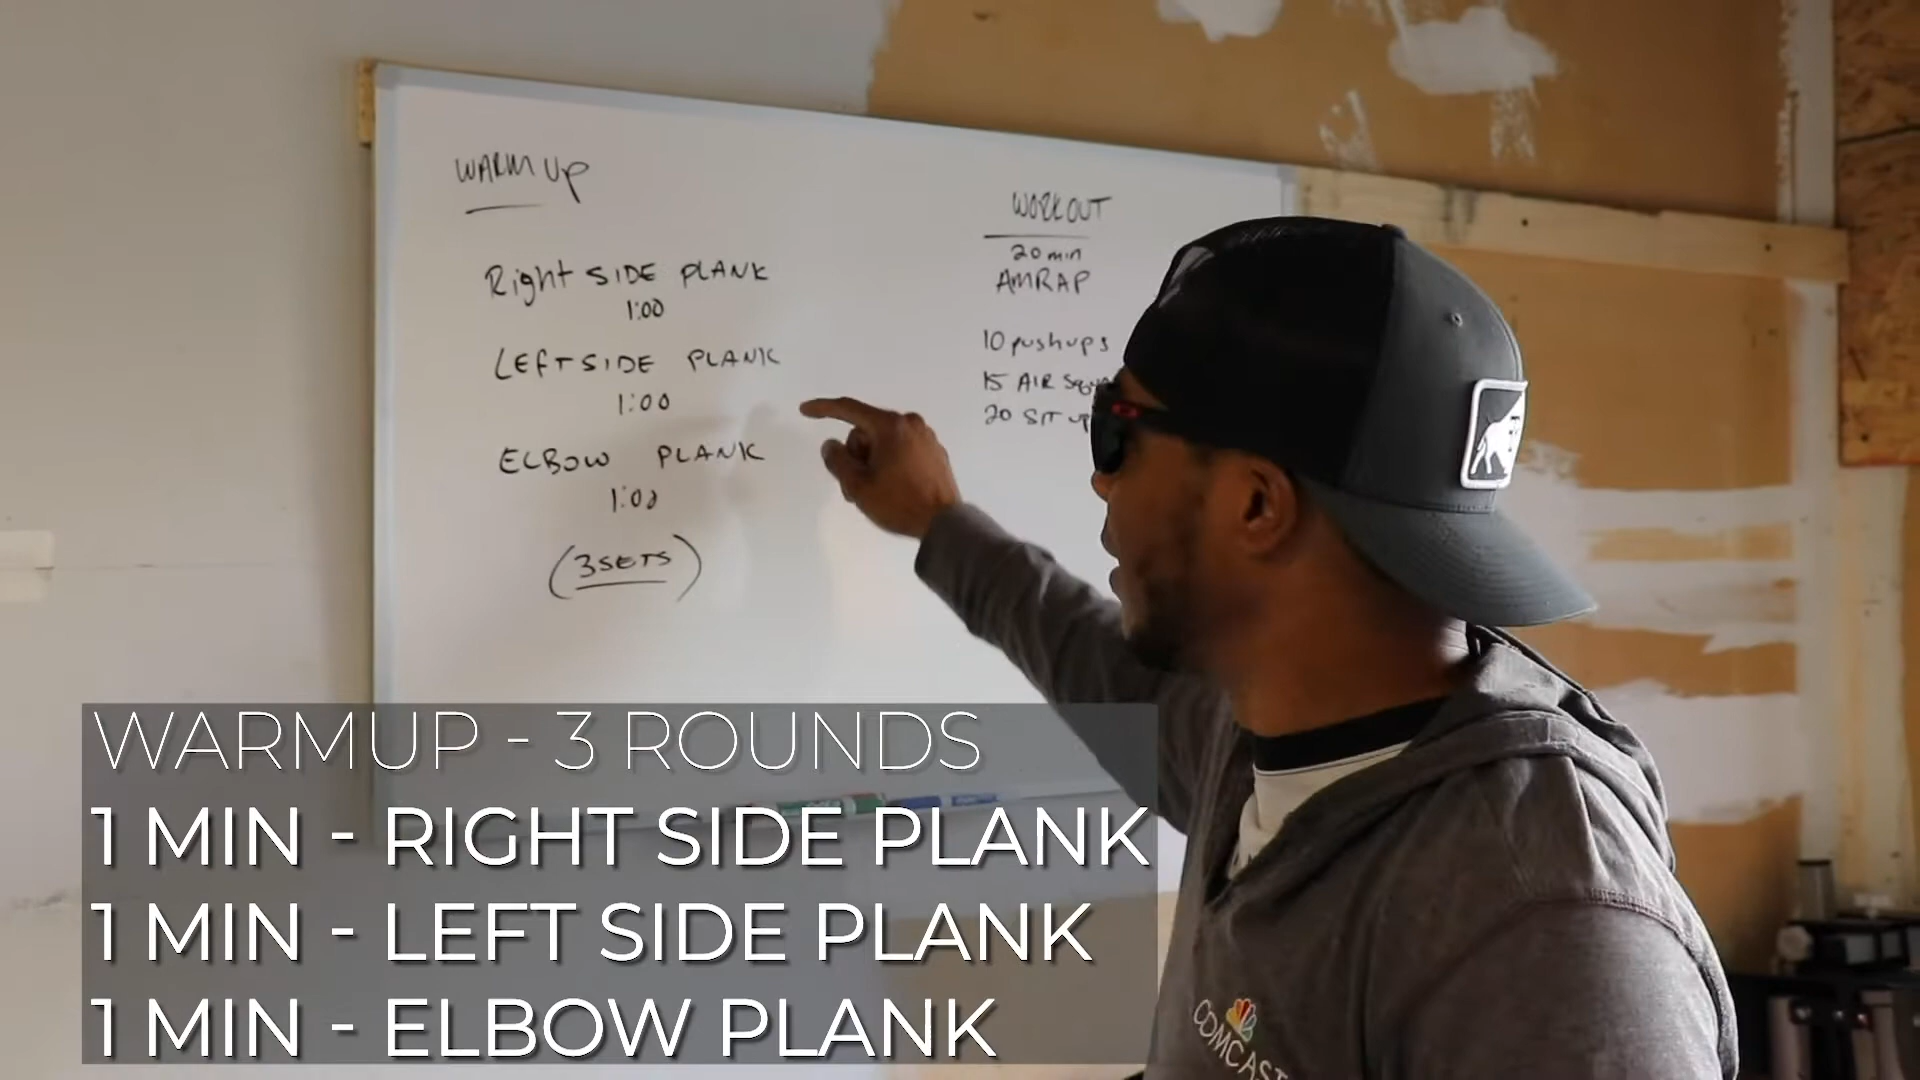 WARM UP
Right SIDE PLANK
1:00
LEFT SIDE PLANK
1:00
ELBOW PLANK
1:00
(3 SETS)
WORKOUT
20 min
AMRAP
10 pushups
15 AIR
20 SIT
WARMUP - 3 ROUNDS
1 MIN - RIGHT SIDE PLANK
1 MIN - LEFT SIDE PLANK
1 MIN - ELBOW PLANK
COMCAST